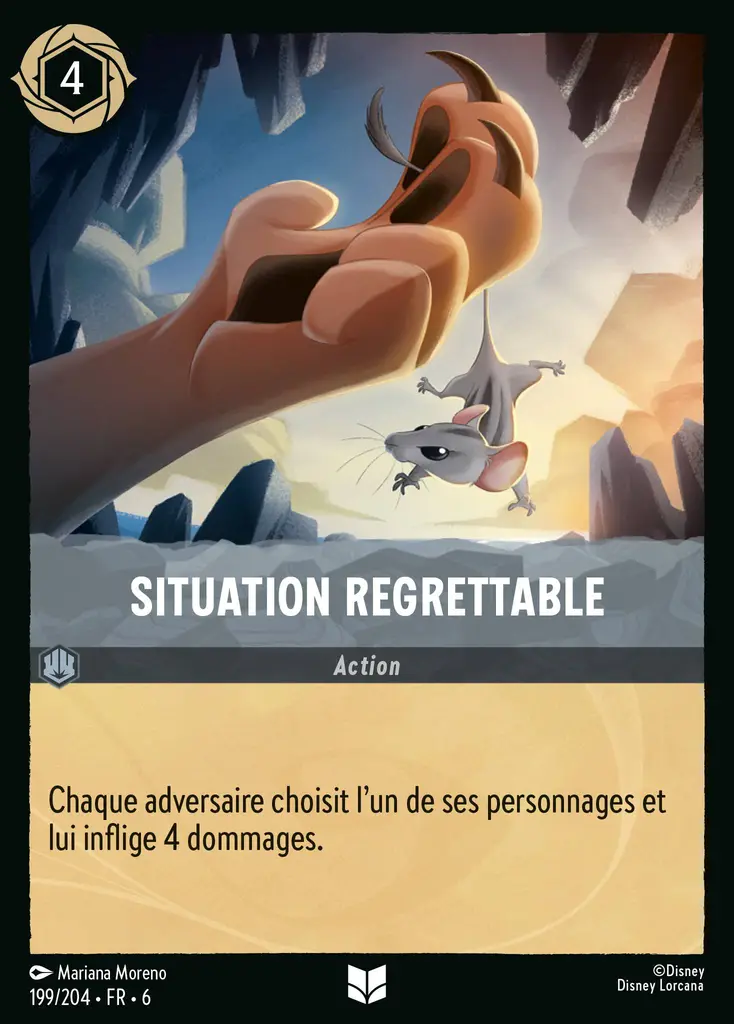 4
SITUATION REGRETTABLE
Action
Chaque adversaire choisit l'un de ses personnages et
lui inflige 4 dommages.
Mariana Moreno
199/204 • FR • 6
©Disney
Disney Lorcana